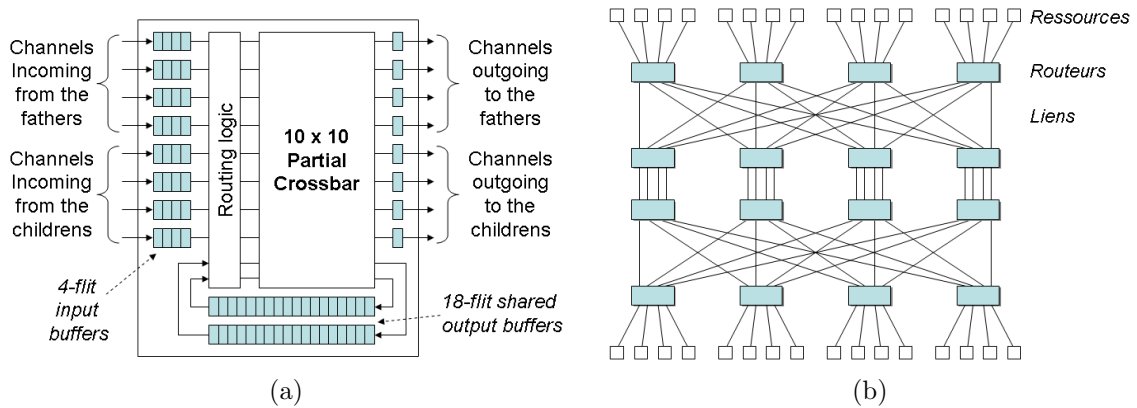 Channels
Incoming
from the
fathers
Channels
Incoming
from the
childrens
Routing logic
10 x 10
Partial
Crossbar
Channels
outgoing
to the
fathers
Channels
outgoing
to the
childrens
4-flit
input
buffers
18-flit shared
output buffers
(a)
Ressources
Routeurs
Liens
(b)